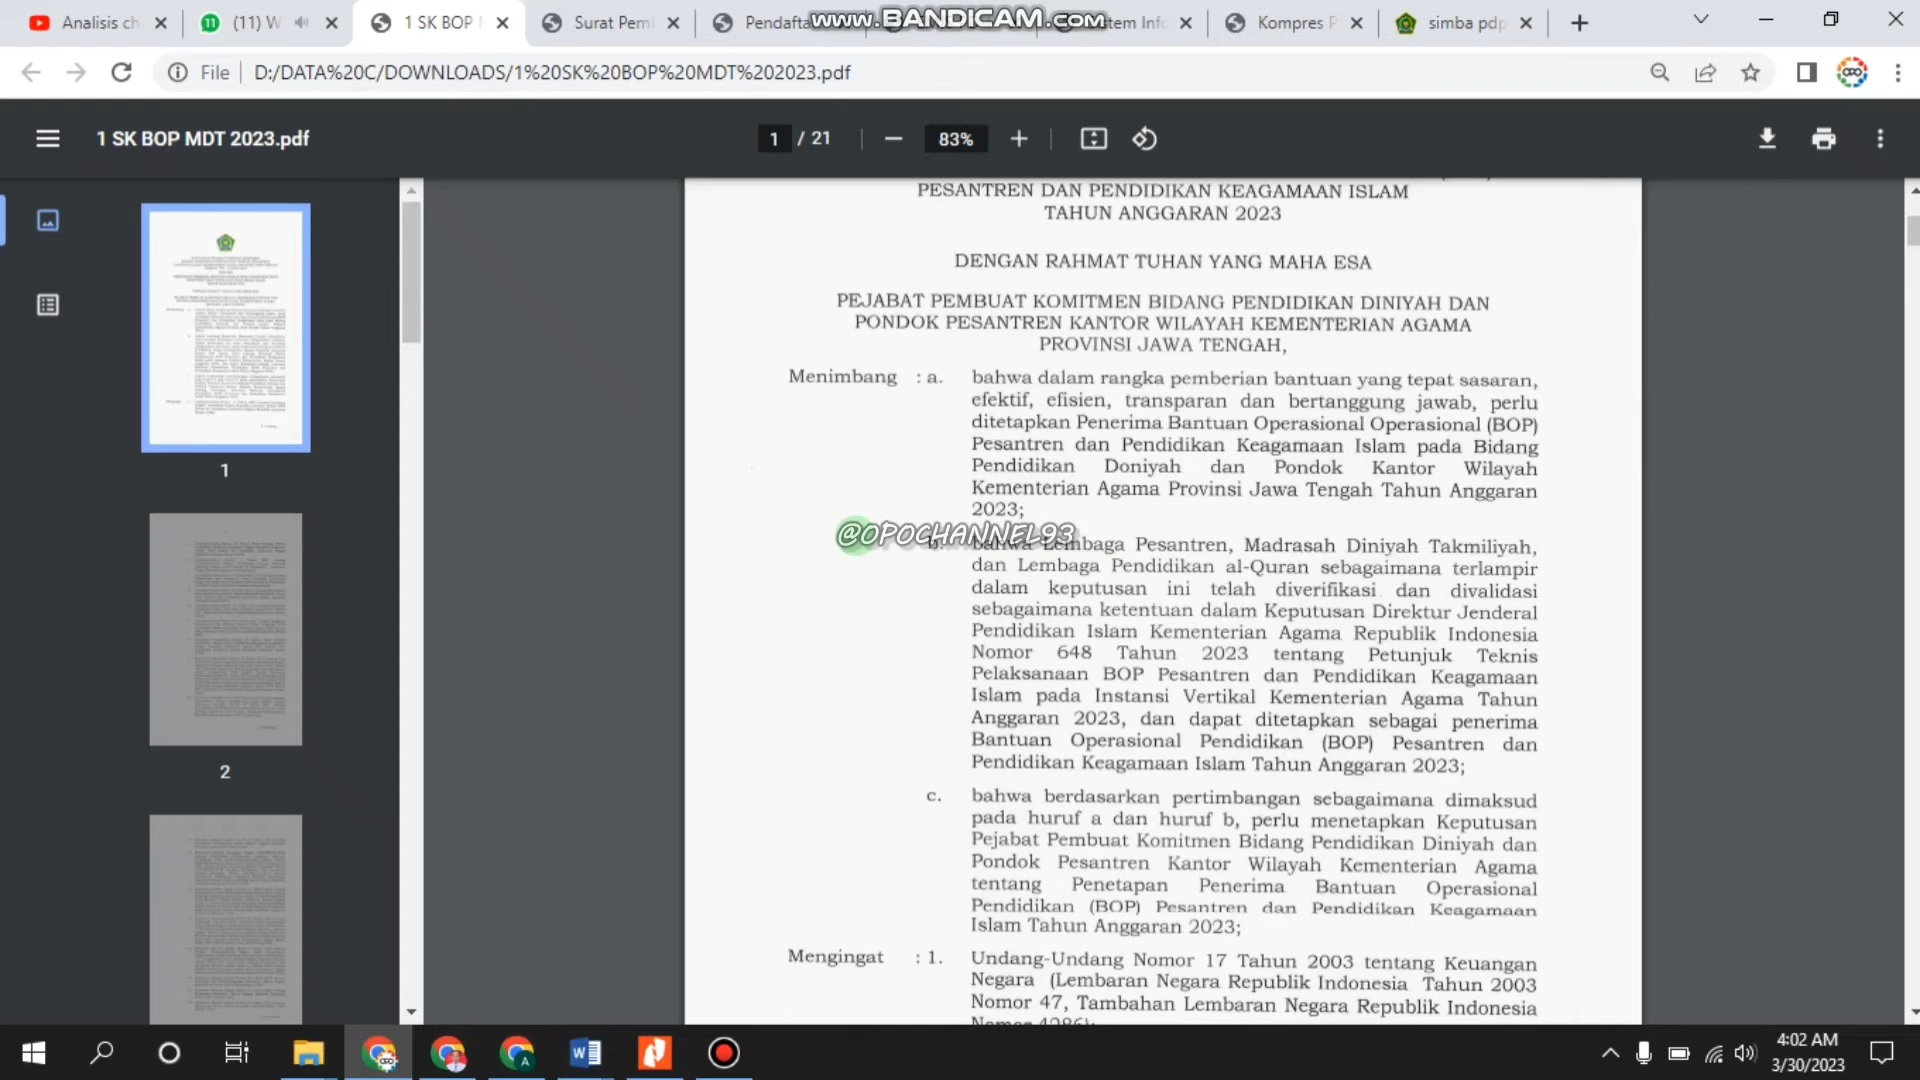 Analisis ch
(11) W
1 SK BOP
Surat Pem
Pendafta
www.BANDICAM.com
tem Info
Kompres P
simba pdp
File
D:/DATA%20C/DOWNLOADS/1%20SK%20BOP%20MDT%202023.pdf
1 SK BOP MDT 2023.pdf
1 / 21
83%
PESANTREN DAN PENDIDIKAN KEAGAMAAN ISLAM
TAHUN ANGGARAN 2023
DENGAN RAHMAT TUHAN YANG MAHA ESA
PEJABAT PEMBUAT KOMITMEN BIDANG PENDIDIKAN DINIYAH DAN
PONDOK PESANTREN KANTOR WILAYAH KEMENTERIAN AGAMA
PROVINSI JAWA TENGAH,
Menimbang : a. bahwa dalam rangka pemberian bantuan yang tepat sasaran,
efektif, efisien, transparan dan bertanggung jawab, perlu
ditetapkan Penerima Bantuan Operasional Operasional (BOP)
Pesantren dan Pendidikan Keagamaan Islam pada Bidang
Pendidikan Doniyah dan Pondok Kantor Wilayah
Kementerian Agama Provinsi Jawa Tengah Tahun Anggaran
2023;
@OPOCHANNEL93
b. bahwa Lembaga Pesantren, Madrasah Diniyah Takmiliyah,
dan Lembaga Pendidikan al-Quran sebagaimana terlampir
dalam keputusan ini telah diverifikasi dan divalidasi
sebagaimana ketentuan dalam Keputusan Direktur Jenderal
Pendidikan Islam Kementerian Agama Republik Indonesia
Nomor 648 Tahun 2023 tentang Petunjuk Teknis
Pelaksanaan BOP Pesantren dan Pendidikan Keagamaan
Islam pada Instansi Vertikal Kementerian Agama Tahun
Anggaran 2023, dan dapat ditetapkan sebagai penerima
Bantuan Operasional Pendidikan (BOP) Pesantren dan
Pendidikan Keagamaan Islam Tahun Anggaran 2023;
c. bahwa berdasarkan pertimbangan sebagaimana dimaksud
pada huruf a dan huruf b, perlu menetapkan Keputusan
Pejabat Pembuat Komitmen Bidang Pendidikan Diniyah dan
Pondok Pesantren Kantor Wilayah Kementerian Agama
tentang Penetapan Penerima Bantuan Operasional
Pendidikan (BOP) Pesantren dan Pendidikan Keagamaan
Islam Tahun Anggaran 2023;
Mengingat : 1. Undang-Undang Nomor 17 Tahun 2003 tentang Keuangan
Negara (Lembaran Negara Republik Indonesia Tahun 2003
Nomor 47, Tambahan Lembaran Negara Republik Indonesia
Nomor 4286);
1
2
4:02 AM
3/30/2023